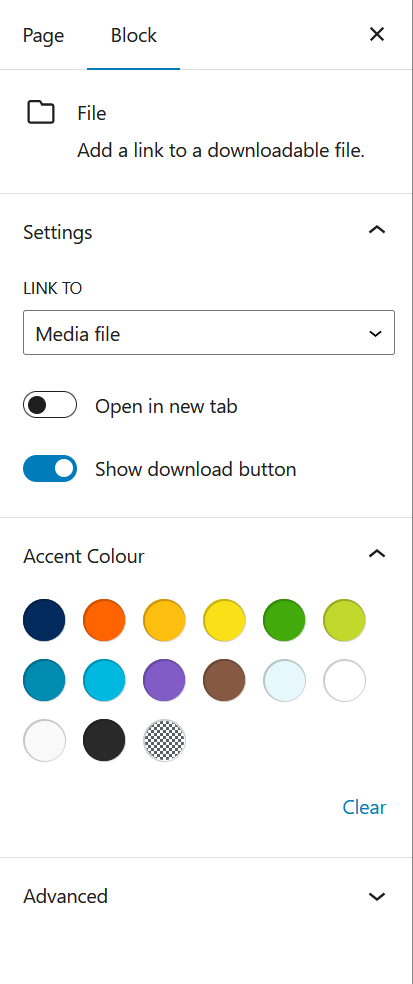 Page Block
File
Add a link to a downloadable file.
Settings
LINK TO
Media file
Open in new tab
Show download button
Accent Colour
Clear
Advanced